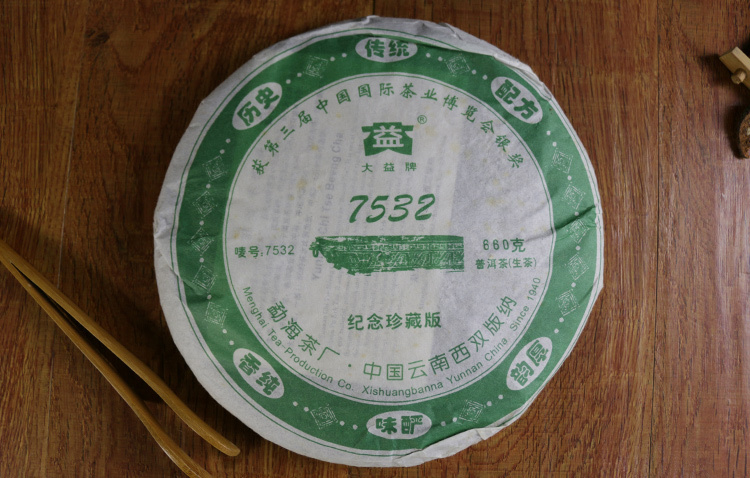 传统
历史
配方
获第三届中国国际茶业博览会银奖
益®
大益牌
7532
唛号:7532
660克
普洱茶(生茶)
纪念珍藏版
勐海茶厂·中国云南西双版纳
Menghai Tea Production Co. Xishuangbanna Yunnan China Since 1940
香纯
味酽
韵厚